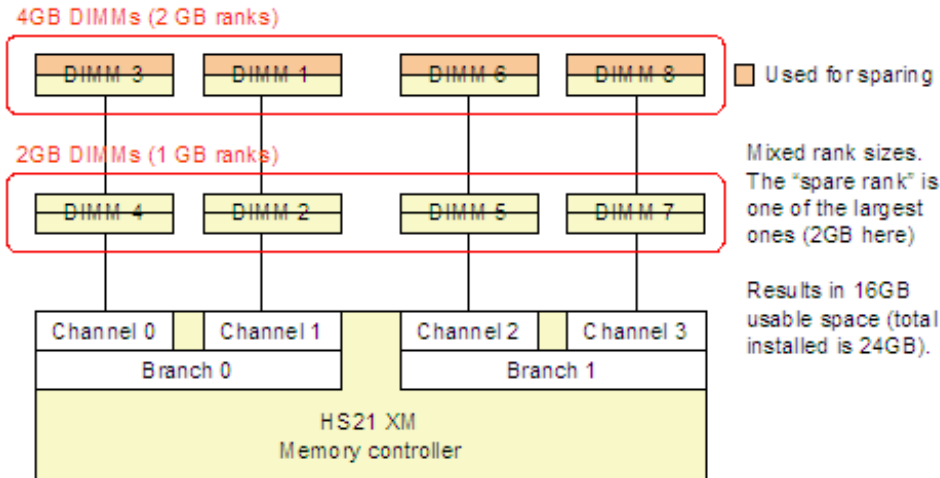 4GB DIMMs (2 GB ranks)
DIMM 3
DIMM 1
DIMM 6
DIMM 8
Used for sparing
2GB DIMMs (1 GB ranks)
DIMM 4
DIMM 2
DIMM 5
DIMM 7
Mixed rank sizes.
The “spare rank” is
one of the largest
ones (2GB here)
Results in 16GB
usable space (total
installed is 24GB).
Channel 0
Channel 1
Channel 2
Channel 3
Branch 0
Branch 1
HS21 XM
Memory controller